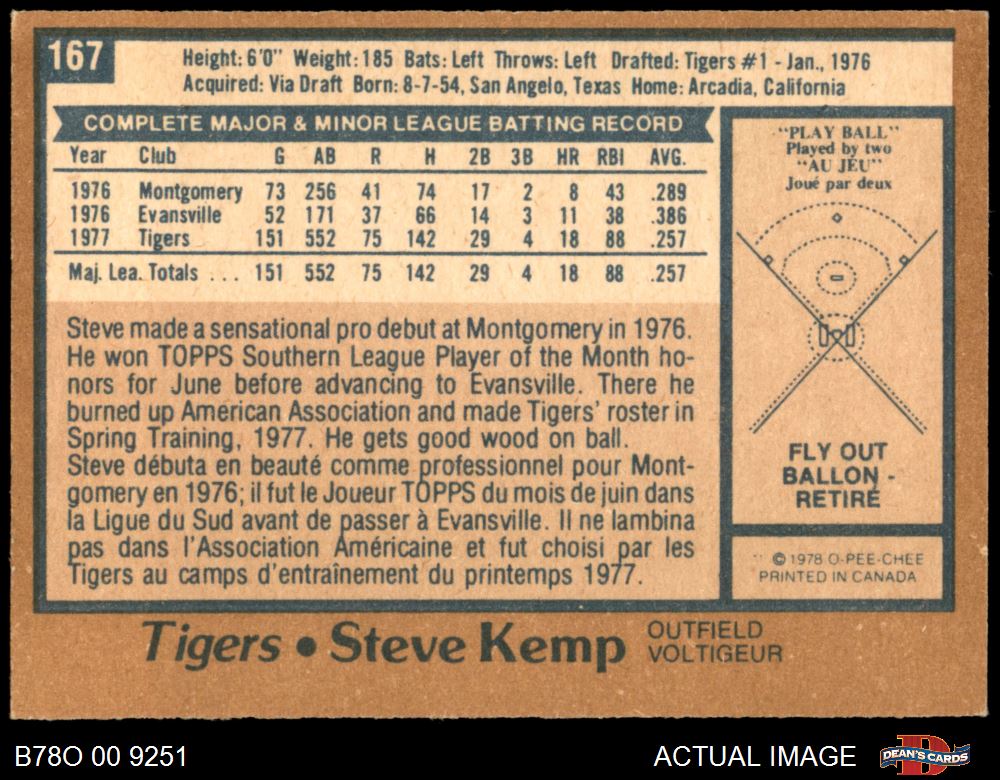 167
Height: 6'0" Weight: 185 Bats: Left Throws: Left Drafted: Tigers #1 - Jan., 1976
Acquired: Via Draft Born: 8-7-54, San Angelo, Texas Home: Arcadia, California
COMPLETE MAJOR & MINOR LEAGUE BATTING RECORD
Year Club G AB R H 2B 3B HR RBI AVG.
1976 Montgomery 73 256 41 74 17 2 8 43 .289
1976 Evansville 52 171 37 66 14 3 11 38 .386
1977 Tigers 151 552 75 142 29 4 18 88 .257
Maj. Lea. Totals ... 151 552 75 142 29 4 18 88 .257
Steve made a sensational pro debut at Montgomery in 1976.
He won TOPPS Southern League Player of the Month ho-
nors for June before advancing to Evansville. There he
burned up American Association and made Tigers' roster in
Spring Training, 1977. He gets good wood on ball.
Steve débuta en beauté comme professionnel pour Mont-
gomery en 1976; il fut le Joueur TOPPS du mois de juin dans
la Ligue du Sud avant de passer à Evansville. Il ne lambina
pas dans l'Association Américaine et fut choisi par les
Tigers au camps d'entraînement du printemps 1977.
"PLAY BALL"
Played by two
"AU JEU"
Joué par deux
FLY OUT
BALLON -
RETIRÉ
© 1978 O-PEE-CHEE
PRINTED IN CANADA
Tigers • Steve Kemp OUTFIELD
VOLTIGEUR
B78O 00 9251
ACTUAL IMAGE
DEAN'S CARDS